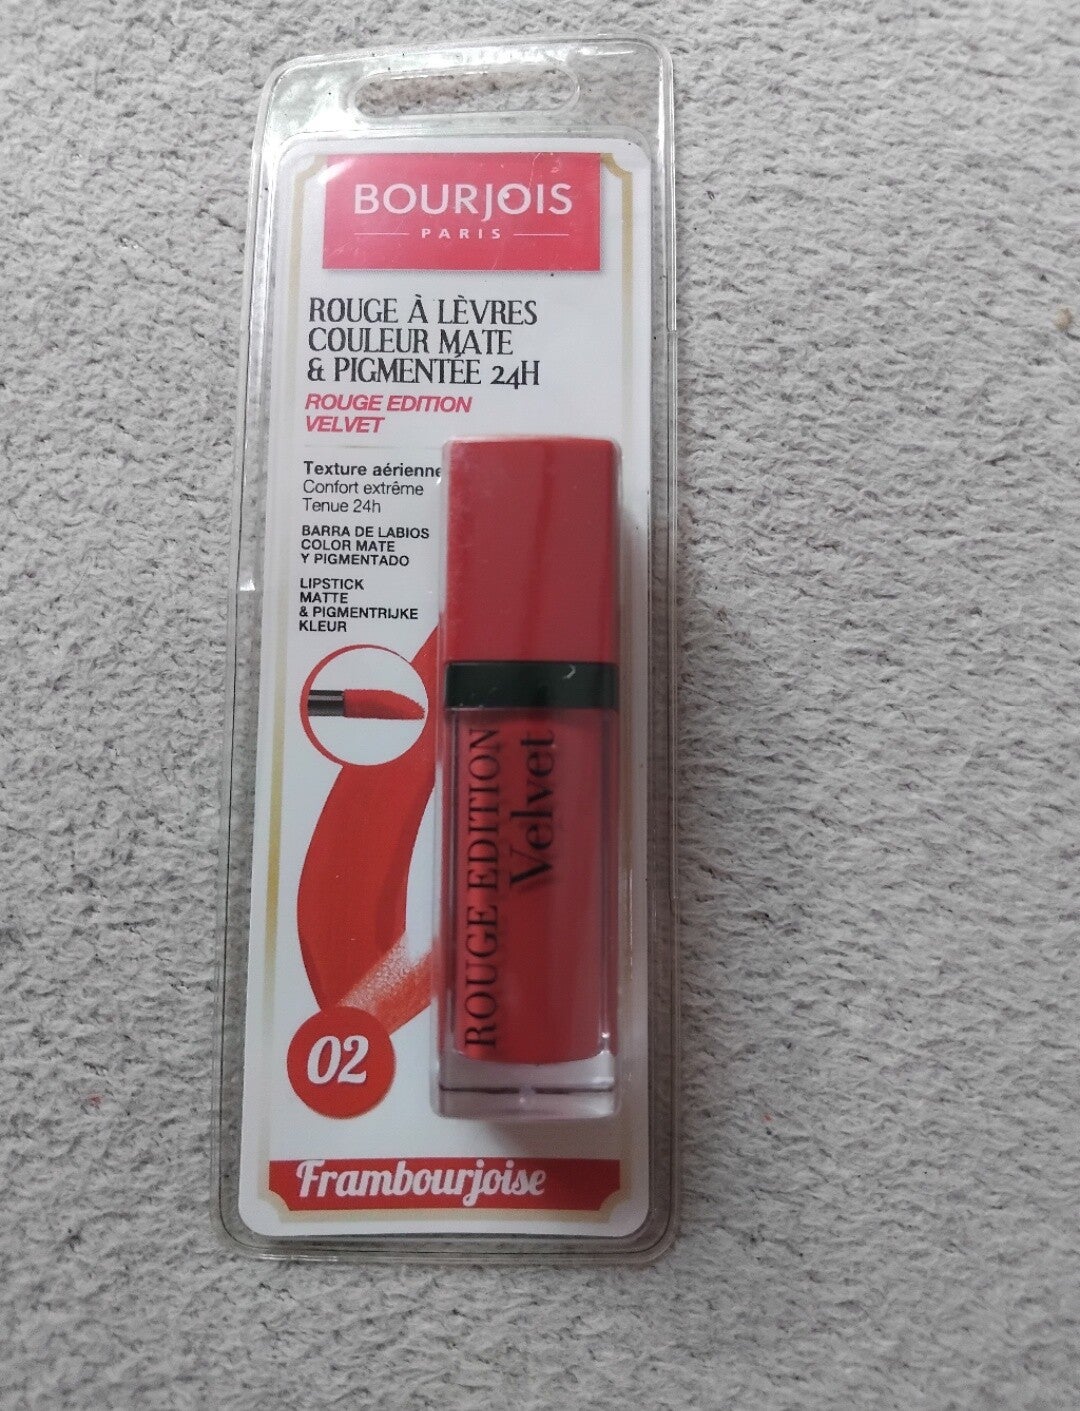 BOURJOIS
PARIS
ROUGE À LÈVRES
COULEUR MATE
& PIGMENTÉE 24H
ROUGE EDITION
VELVET
Texture aérienne
Confort extrême
Tenue 24h
BARRA DE LABIOS
COLOR MATE
Y PIGMENTADO
LIPSTICK
MATTE
& PIGMENTRIJKE
KLEUR
ROUGE EDITION
Velvet
02
Frambourjoise